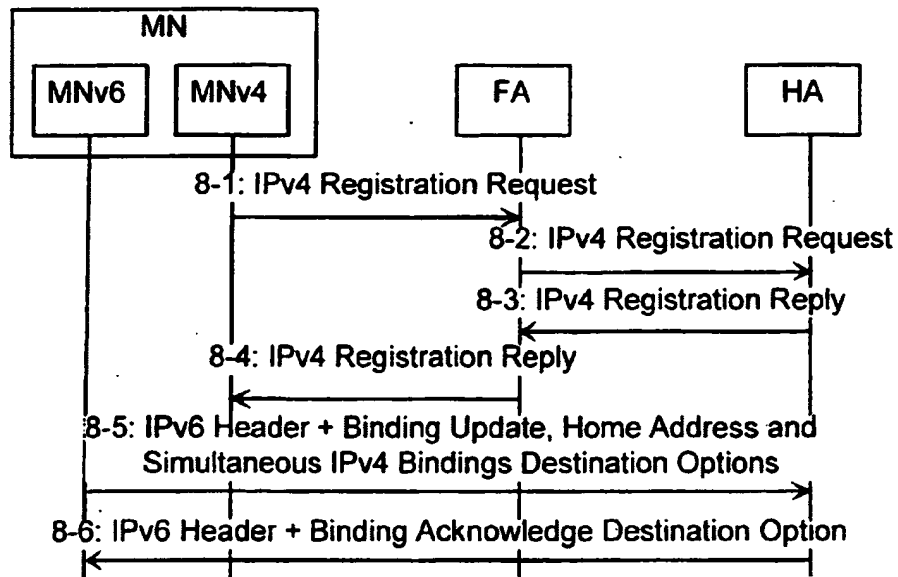 MN
MNv6
MNv4
FA
HA
8-1: IPv4 Registration Request
8-2: IPv4 Registration Request
8-3: IPv4 Registration Reply
8-4: IPv4 Registration Reply
8-5: IPv6 Header + Binding Update, Home Address and
Simultaneous IPv4 Bindings Destination Options
8-6: IPv6 Header + Binding Acknowledge Destination Option